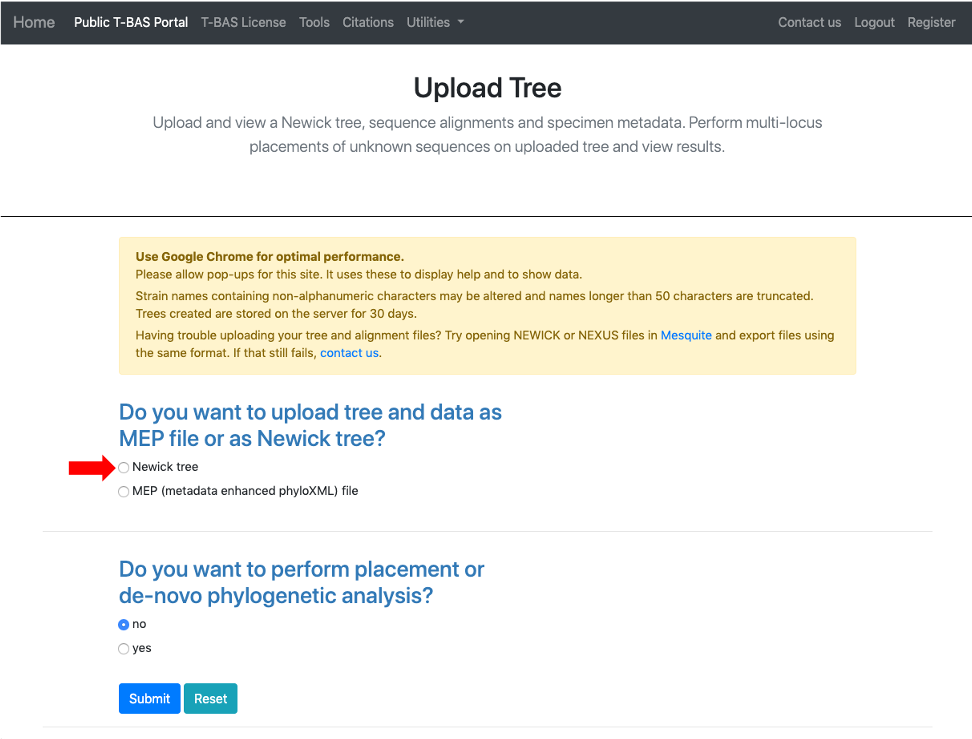 Home Public T-BAS Portal T-BAS License Tools Citations Utilities Contact us Logout Register
Upload Tree
Upload and view a Newick tree, sequence alignments and specimen metadata. Perform multi-locus
placements of unknown sequences on uploaded tree and view results.
Use Google Chrome for optimal performance.
Please allow pop-ups for this site. It uses these to display help and to show data.
Strain names containing non-alphanumeric characters may be altered and names longer than 50 characters are truncated.
Trees created are stored on the server for 30 days.
Having trouble uploading your tree and alignment files? Try opening NEWICK or NEXUS files in Mesquite and export files using
the same format. If that still fails, contact us.
Do you want to upload tree and data as
MEP file or as Newick tree?
Newick tree
MEP (metadata enhanced phyloXML) file
Do you want to perform placement or
de-novo phylogenetic analysis?
no
yes
Submit Reset